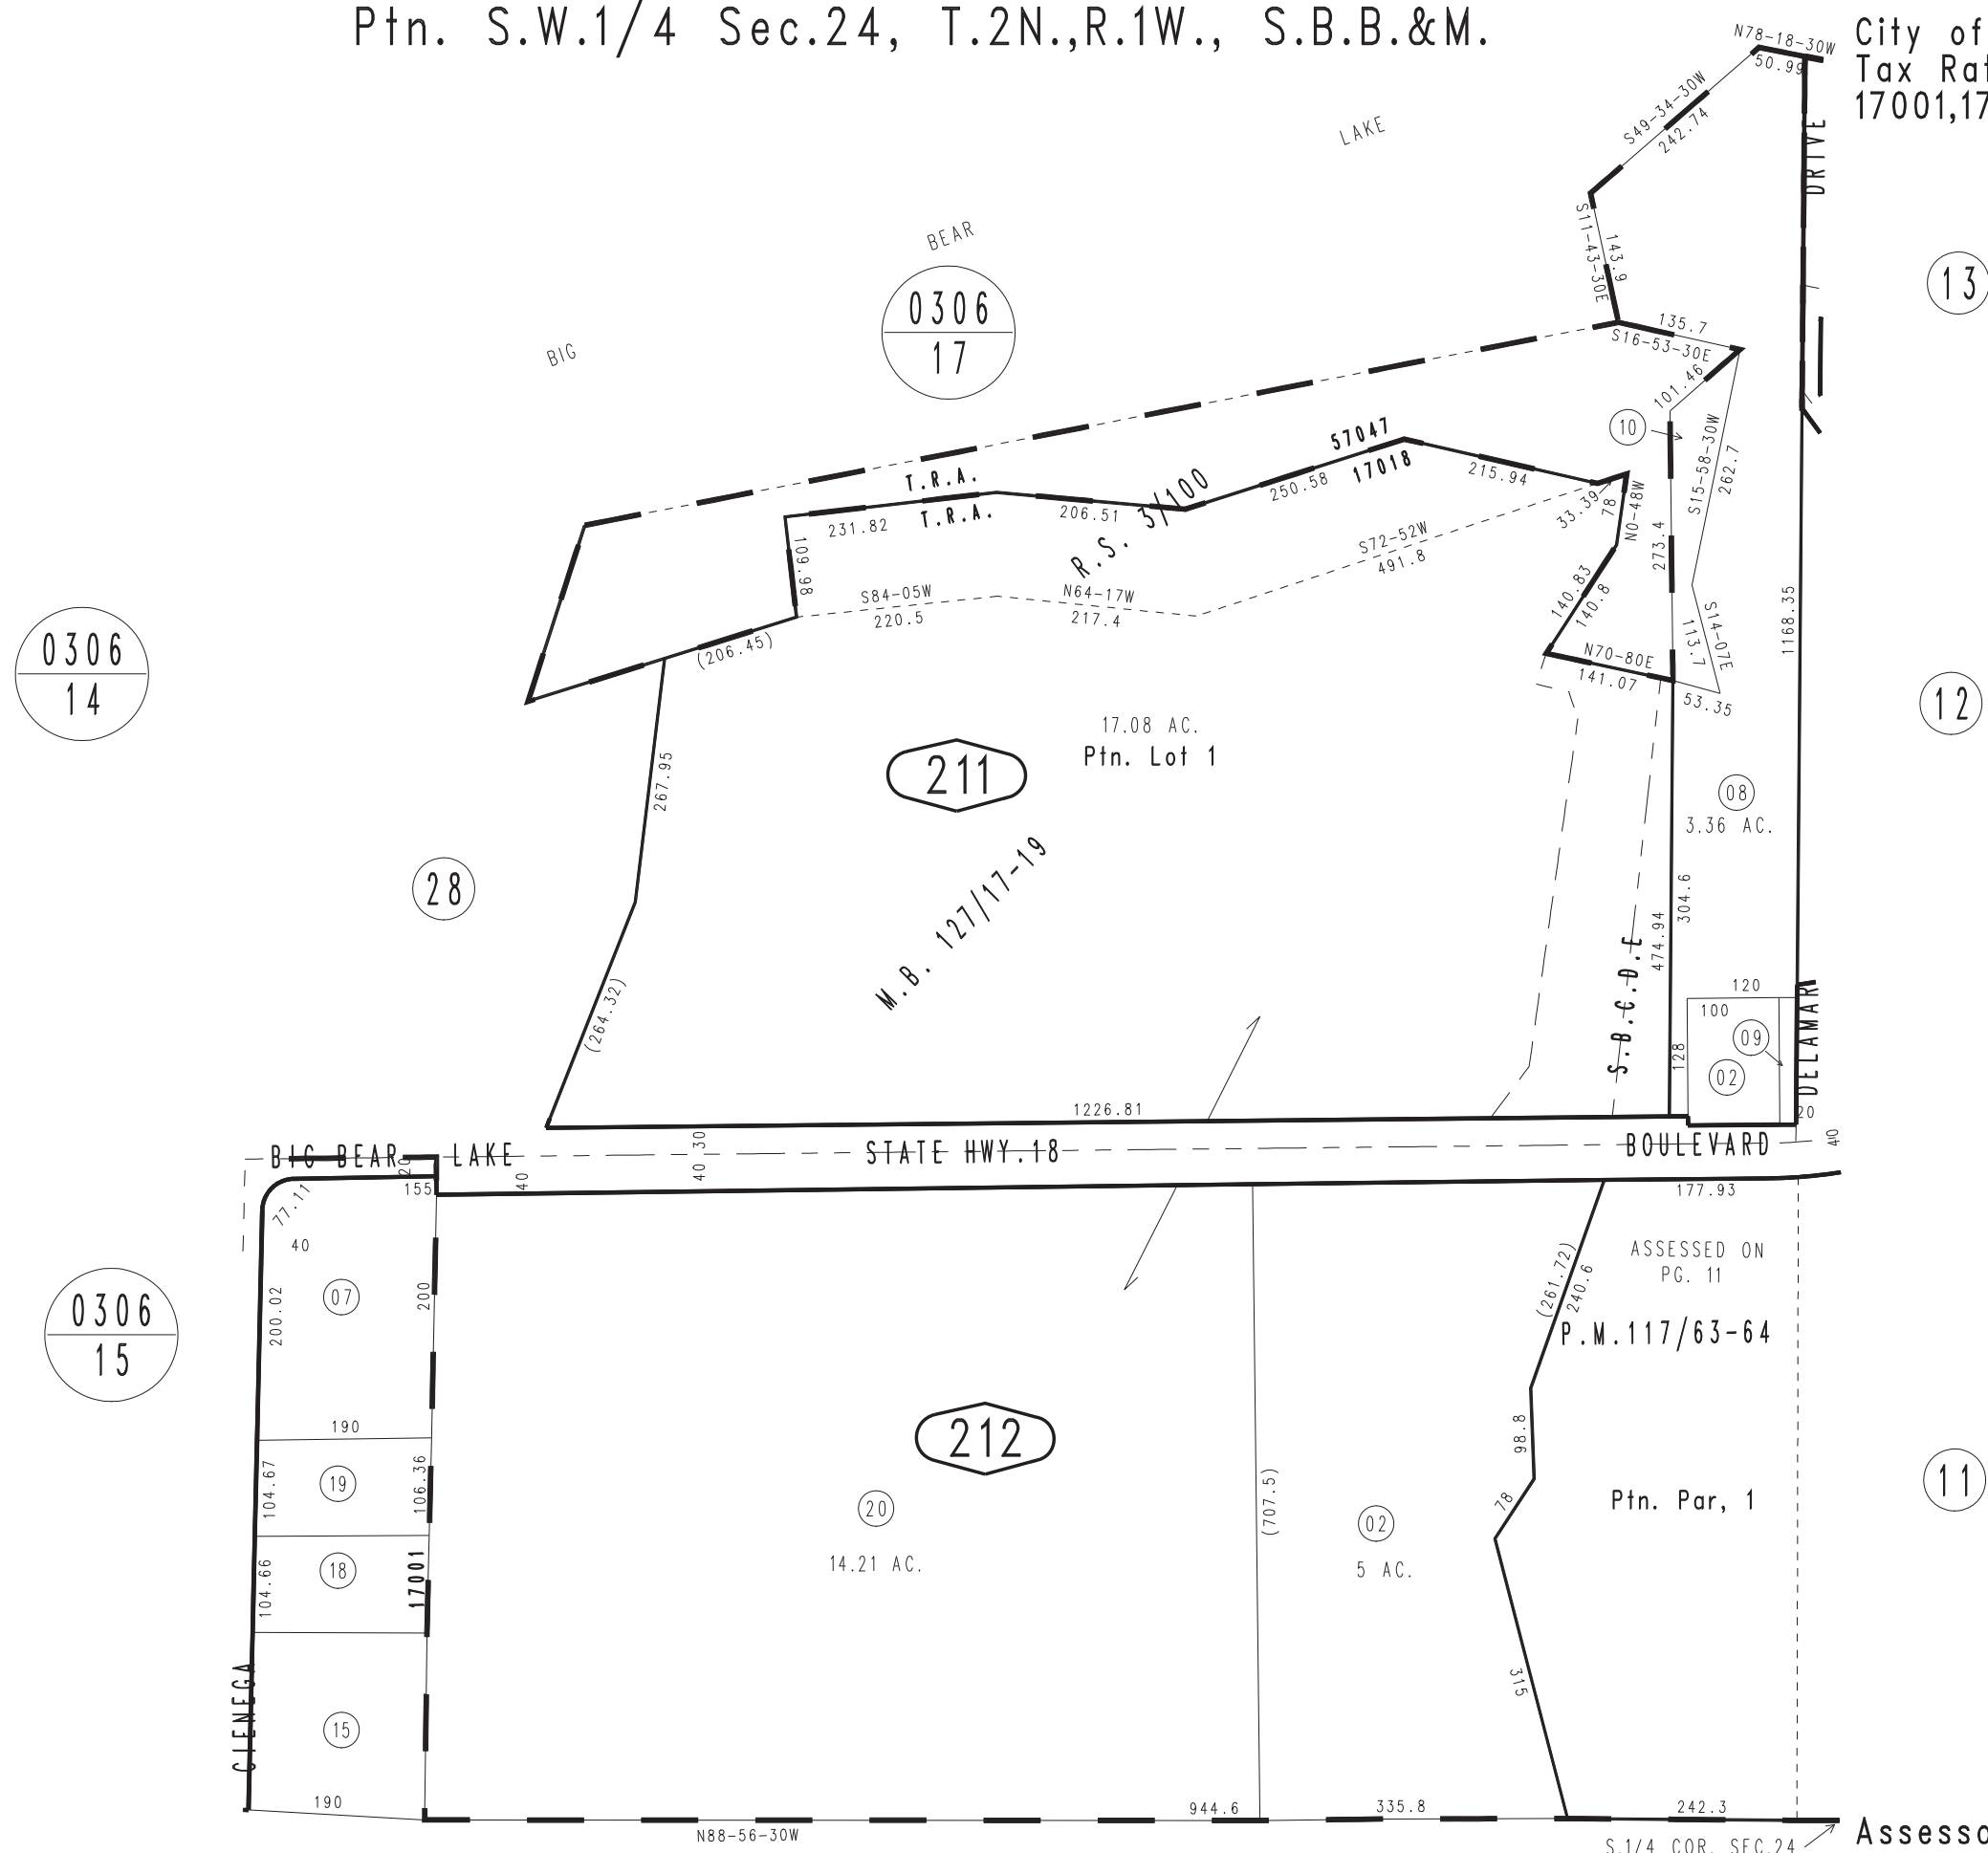 Ptn. S.W.1/4 Sec.24, T.2N.,R.1W., S.B.B.&M.
City of
Tax
17001,17
N78-18-30W
50.99
S49-34-30W
242.74
DRIVE
LAKE
BEAR
BIG
S11-43-30E
143.9
0306
17
13
135.7
S16-53-30E
101.46
10
57047
17018
T.R.A.
T.R.A.
R.S. 3/100
231.82
206.51
250.58
215.94
33.39
78
N0-48W
273.4
S15-58-30W
262.7
109.98
S84-05W
220.5
N64-17W
217.4
S72-52W
491.8
140.83
140.8
N70-80E
141.07
S14-07E
113.7
53.35
1168.35
(206.45)
0306
14
12
17.08 AC.
Ptn. Lot 1
211
267.95
08
3.36 AC.
28
M.B. 127/17-19
304.6
474.94
S.B.C.D.E
(264.32)
120
100
128
09
02
DELAMAR
20
1226.81
BIG BEAR LAKE
STATE HWY.18
BOULEVARD
40
30
40
40
20
155
77.11
40
177.93
ASSESSED ON
PG. 11
(261.72)
240.6
P.M.117/63-64
0306
15
07
200.02
200
190
212
98.8
104.67
19
106.36
78
Ptn. Par, 1
11
20
14.21 AC.
(707.5)
02
5 AC.
104.66
18
17001
315
CIENEGA
15
190
944.6
335.8
242.3
N88-56-30W
S.1/4 COR. SEC.24